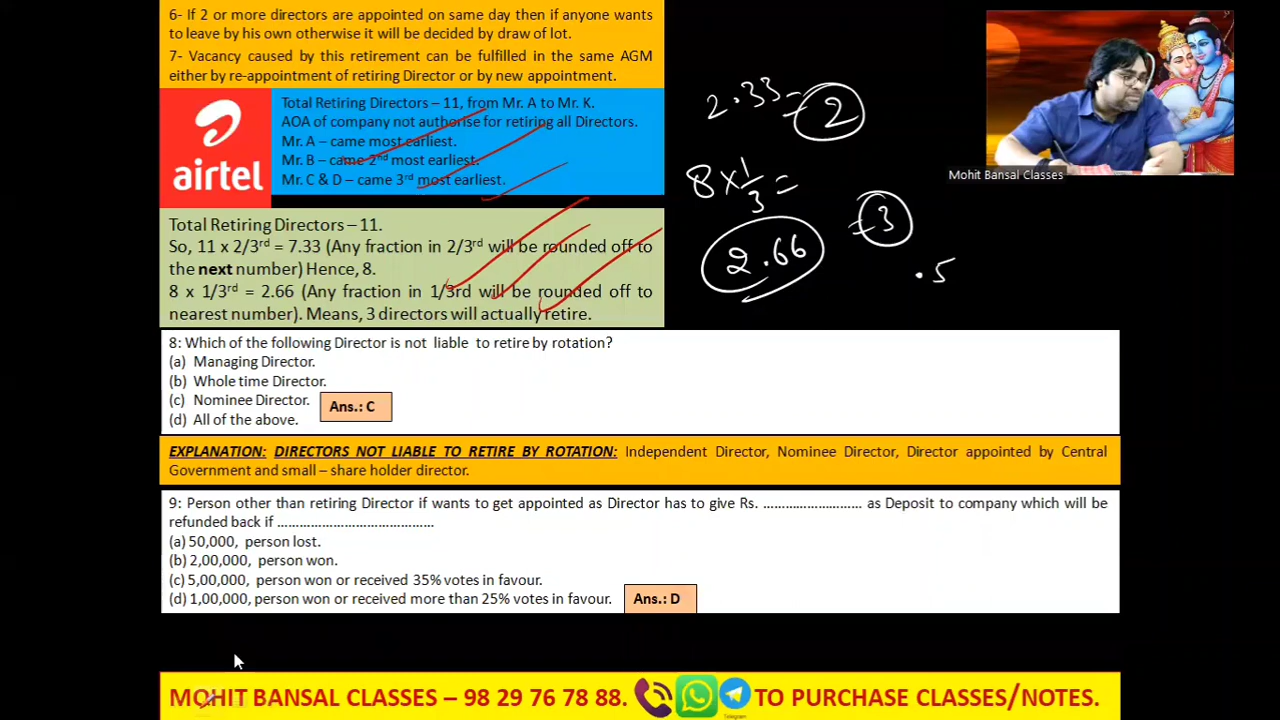 6- If 2 or more directors are appointed on same day then if anyone wants
to leave by his own otherwise it will be decided by draw of lot.
7- Vacancy caused by this retirement can be fulfilled in the same AGM
either by re-appointment of retiring Director or by new appointment.
airtel
Total Retiring Directors – 11, from Mr. A to Mr. K.
AOA of company not authorise for retiring all Directors.
Mr. A – came most earliest.
Mr. B – came 2nd most earliest.
Mr. C & D – came 3rd most earliest.
Total Retiring Directors – 11.
So, 11 x 2/3rd = 7.33 (Any fraction in 2/3rd will be rounded off to
the next number) Hence, 8.
8 x 1/3rd = 2.66 (Any fraction in 1/3rd will be rounded off to
nearest number). Means, 3 directors will actually retire.
2.33 = 2
8 x 1/3 =
2.66 = 3
.5
Mohit Bansal Classes
8: Which of the following Director is not liable to retire by rotation?
(a) Managing Director.
(b) Whole time Director.
(c) Nominee Director.
(d) All of the above.
Ans.: C
EXPLANATION: DIRECTORS NOT LIABLE TO RETIRE BY ROTATION: Independent Director, Nominee Director, Director appointed by Central
Government and small – share holder director.
9: Person other than retiring Director if wants to get appointed as Director has to give Rs. ........................ as Deposit to company which will be
refunded back if ......................................
(a) 50,000, person lost.
(b) 2,00,000, person won.
(c) 5,00,000, person won or received 35% votes in favour.
(d) 1,00,000, person won or received more than 25% votes in favour.
Ans.: D
MOHIT BANSAL CLASSES – 98 29 76 78 88. Telegram TO PURCHASE CLASSES/NOTES.